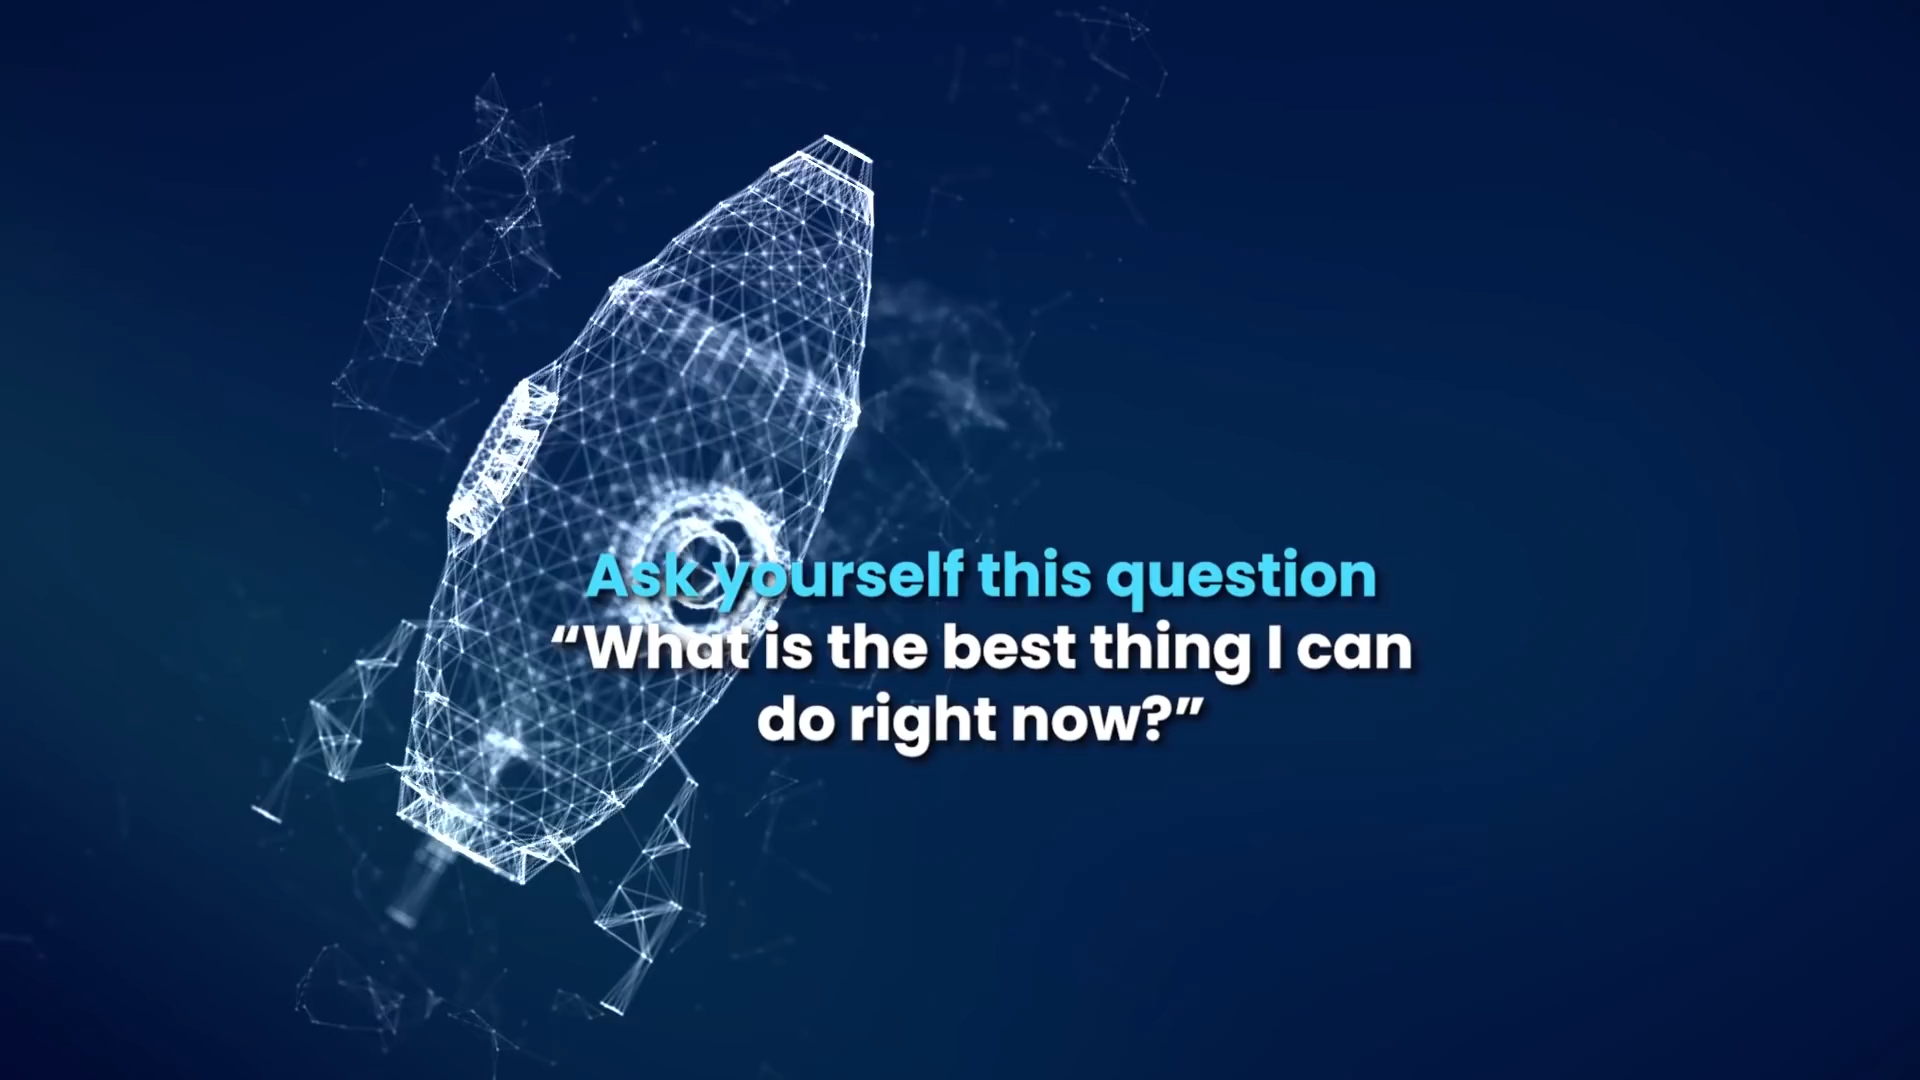 Ask yourself this question
“What is the best thing I can
do right now?”